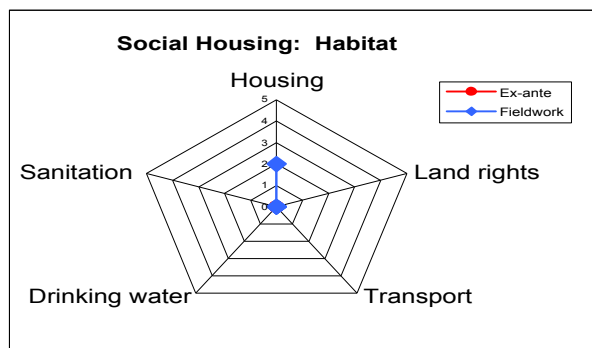 Social Housing: Habitat
Housing
Ex-ante
Fieldwork
5
4
3
2
1
0
Sanitation
Land rights
Drinking water
Transport